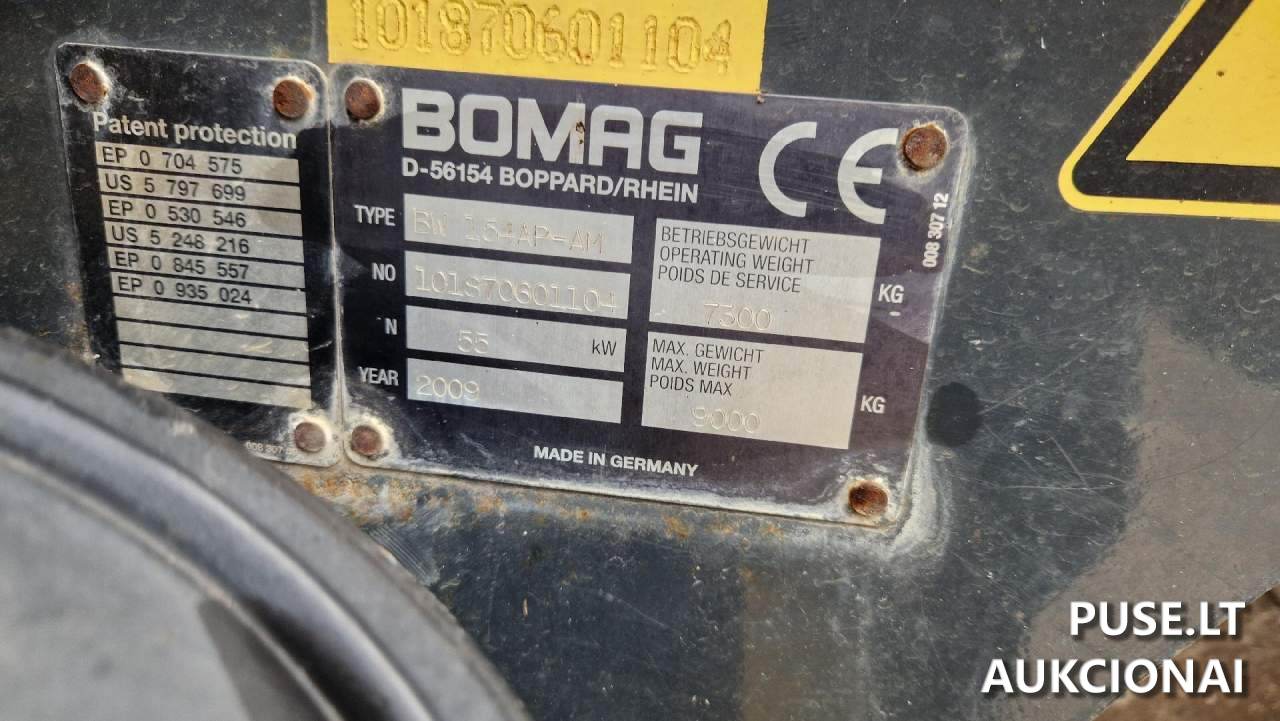 101870601104
Patent protection
EP 0 704 575
US 5 797 699
EP 0 530 546
US 5 248 216
EP 0 845 557
EP 0 935 024
008 307
BOMAG
D-56154 BOPPARD/RHEIN
CE
TYPE BW 154AP-AM
NO 101870601104
N 55 kW
YEAR 2009
BETRIEBSGEWICHT
OPERATING WEIGHT
POIDS DE SERVICE
7300 KG
MAX. GEWICHT
MAX. WEIGHT
POIDS MAX
9000 KG
MADE IN GERMANY
008 307 12
PUSE.LT
AUKCIONAI